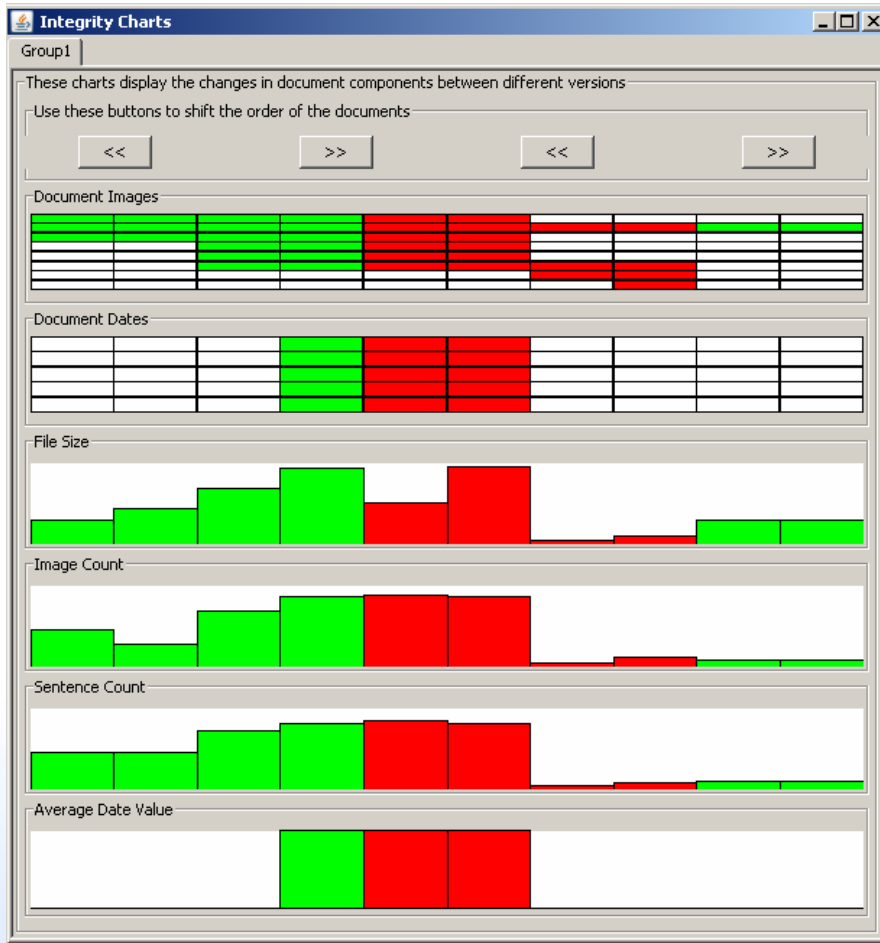 Integrity Charts
Group1
These charts display the changes in document components between different versions
Use these buttons to shift the order of the documents
<< >> << >>
Document Images
Document Dates
File Size
Image Count
Sentence Count
Average Date Value